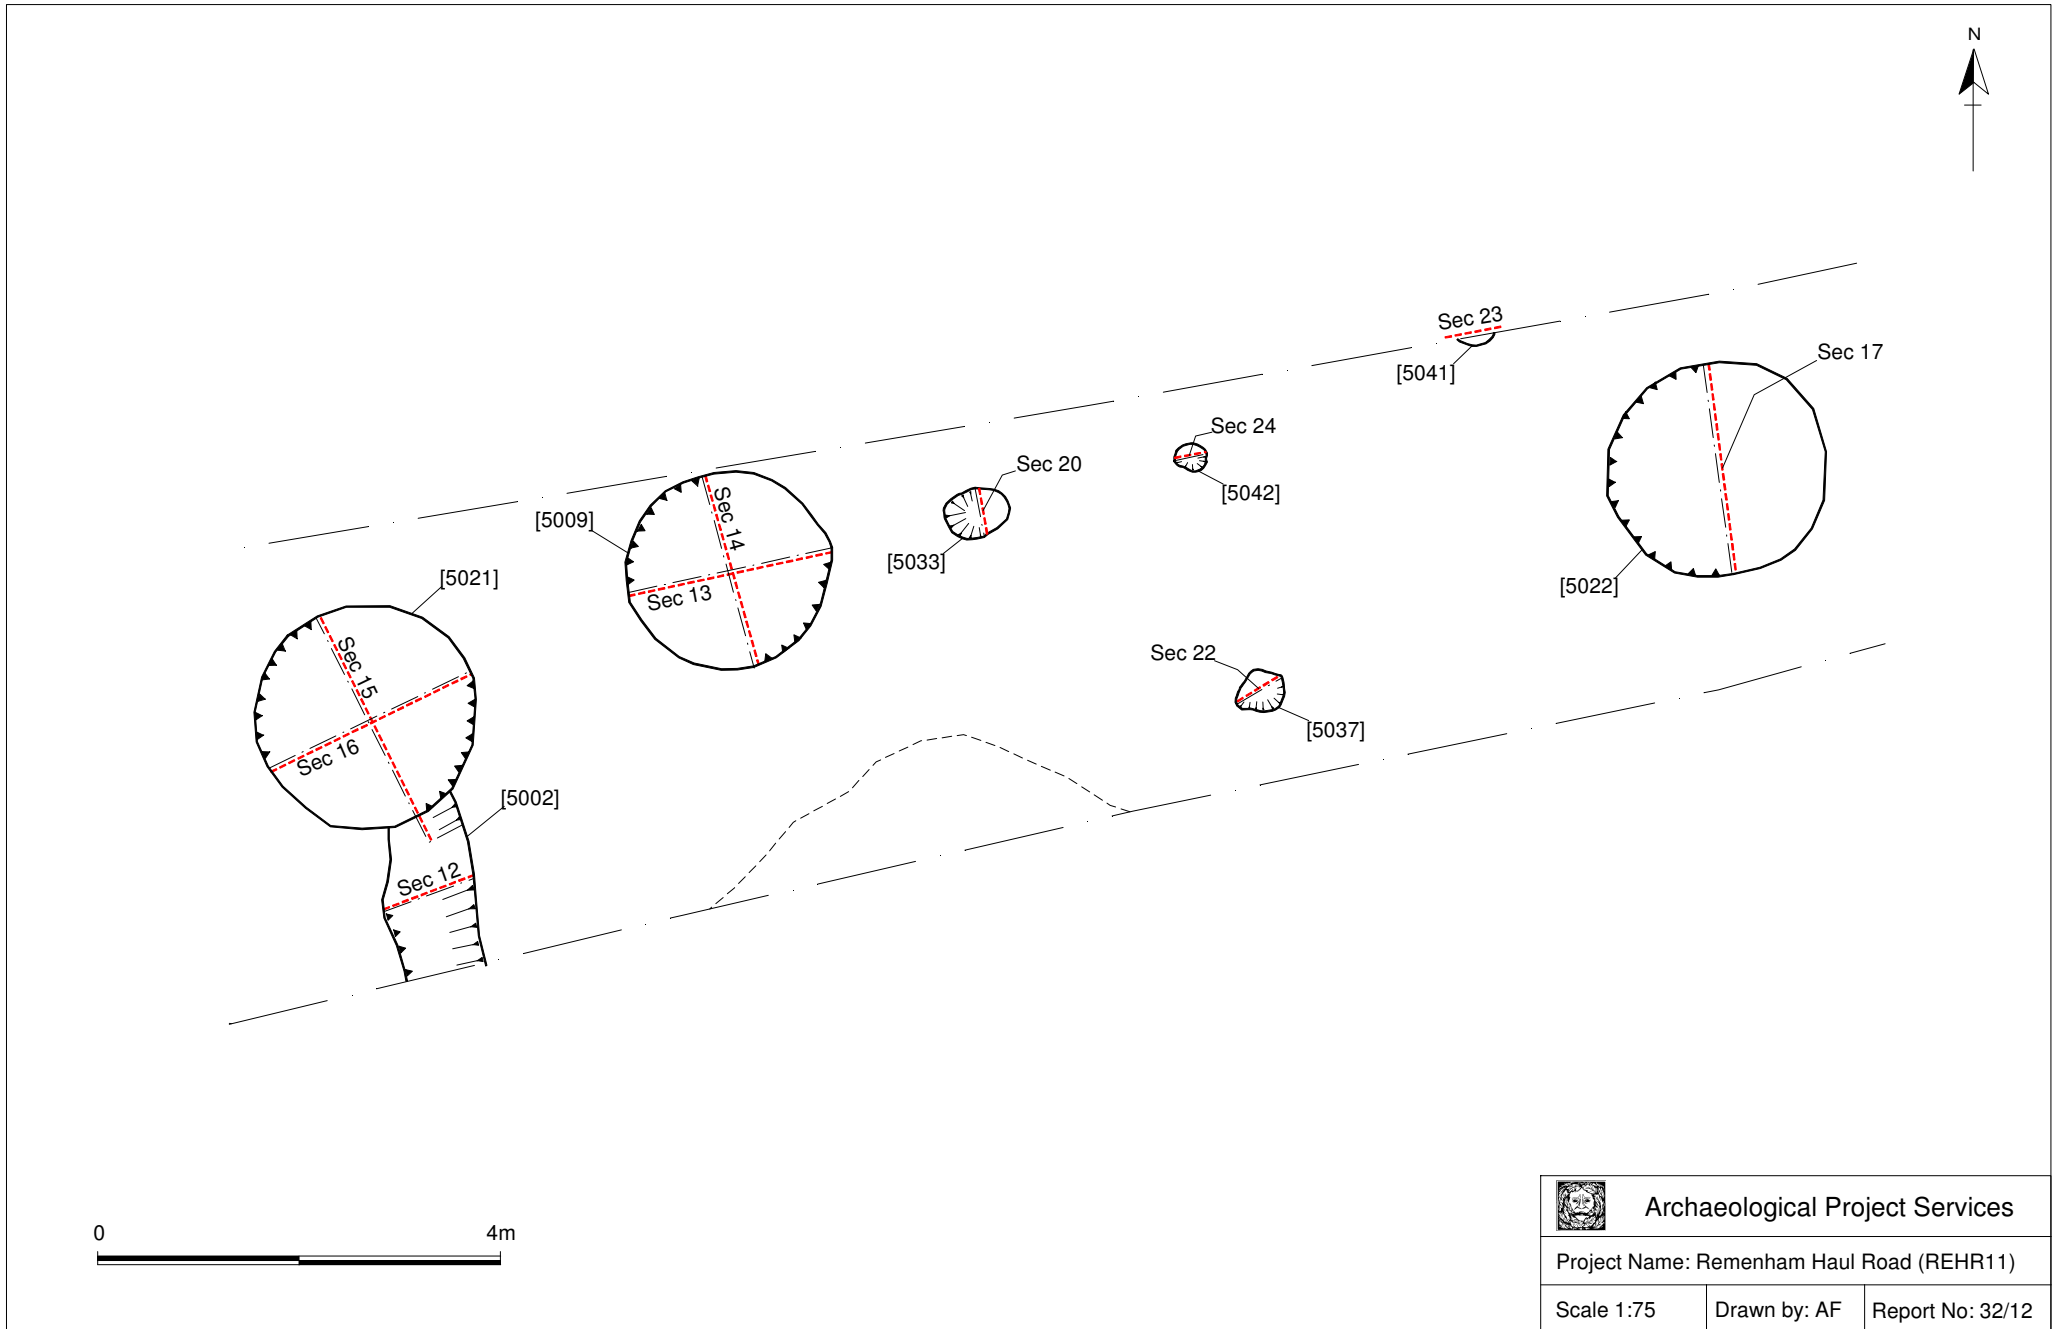 N
Sec 23
Sec 17
[5041]
Sec 24
Sec 20
[5042]
Sec 14
[5009]
[5033]
[5021]
Sec 13
[5022]
Sec 15
Sec 22
[5037]
Sec 16
[5002]
Sec 12
0
4m
Archaeological Project Services
Project Name: Remenham Haul Road (REHR11)
Scale 1:75
Drawn by: AF
Report No: 32/12